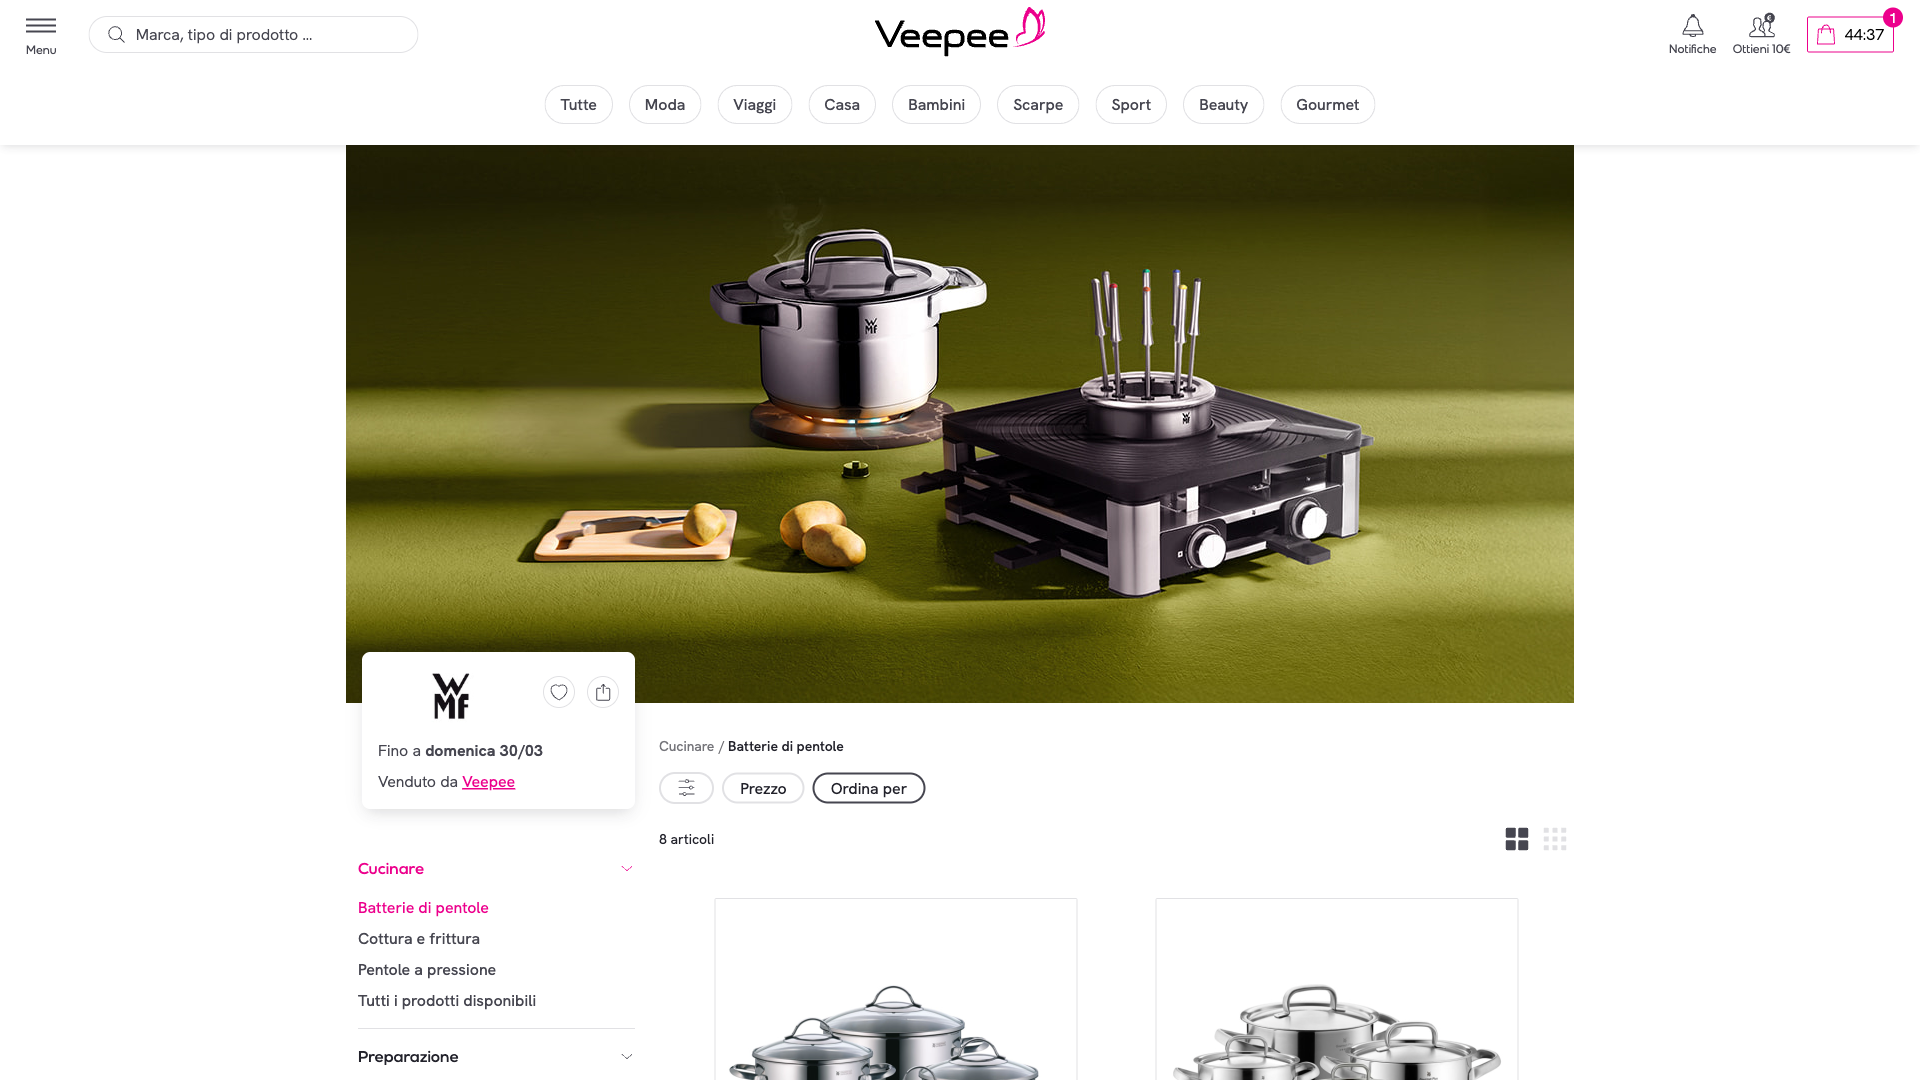 Menu
Marca, tipo di prodotto ...
Veepee
Notifiche
Ottieni 10€
44:37
1
Tutte
Moda
Viaggi
Casa
Bambini
Scarpe
Sport
Beauty
Gourmet
WMF
WMF
WMF
Fino a domenica 30/03
Venduto da Veepee
Cucinare / Batterie di pentole
Prezzo
Ordina per
8 articoli
Cucinare
Batterie di pentole
Cottura e frittura
Pentole a pressione
Tutti i prodotti disponibili
Preparazione